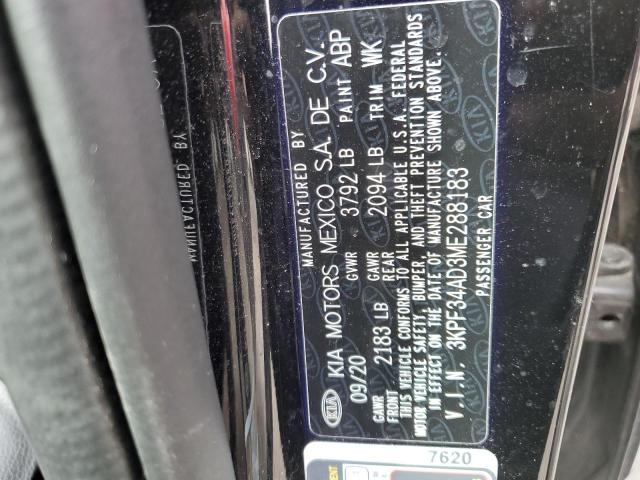 MANUFACTURED BY
KIA KIA MOTORS MEXICO S.A. DE C.V.
09/20 GVWR 3792 LB PAINT ABP
GAWR FRONT 2183 LB GAWR REAR 2094 LB TRIM WK
THIS VEHICLE CONFORMS TO ALL APPLICABLE U.S.A. FEDERAL
MOTOR VEHICLE SAFETY, BUMPER, AND THEFT PREVENTION STANDARDS
IN EFFECT ON THE DATE OF MANUFACTURE SHOWN ABOVE.
V.I.N. 3KPF34AD3ME288183
PASSENGER CAR
7620
MANUFACTURED BY